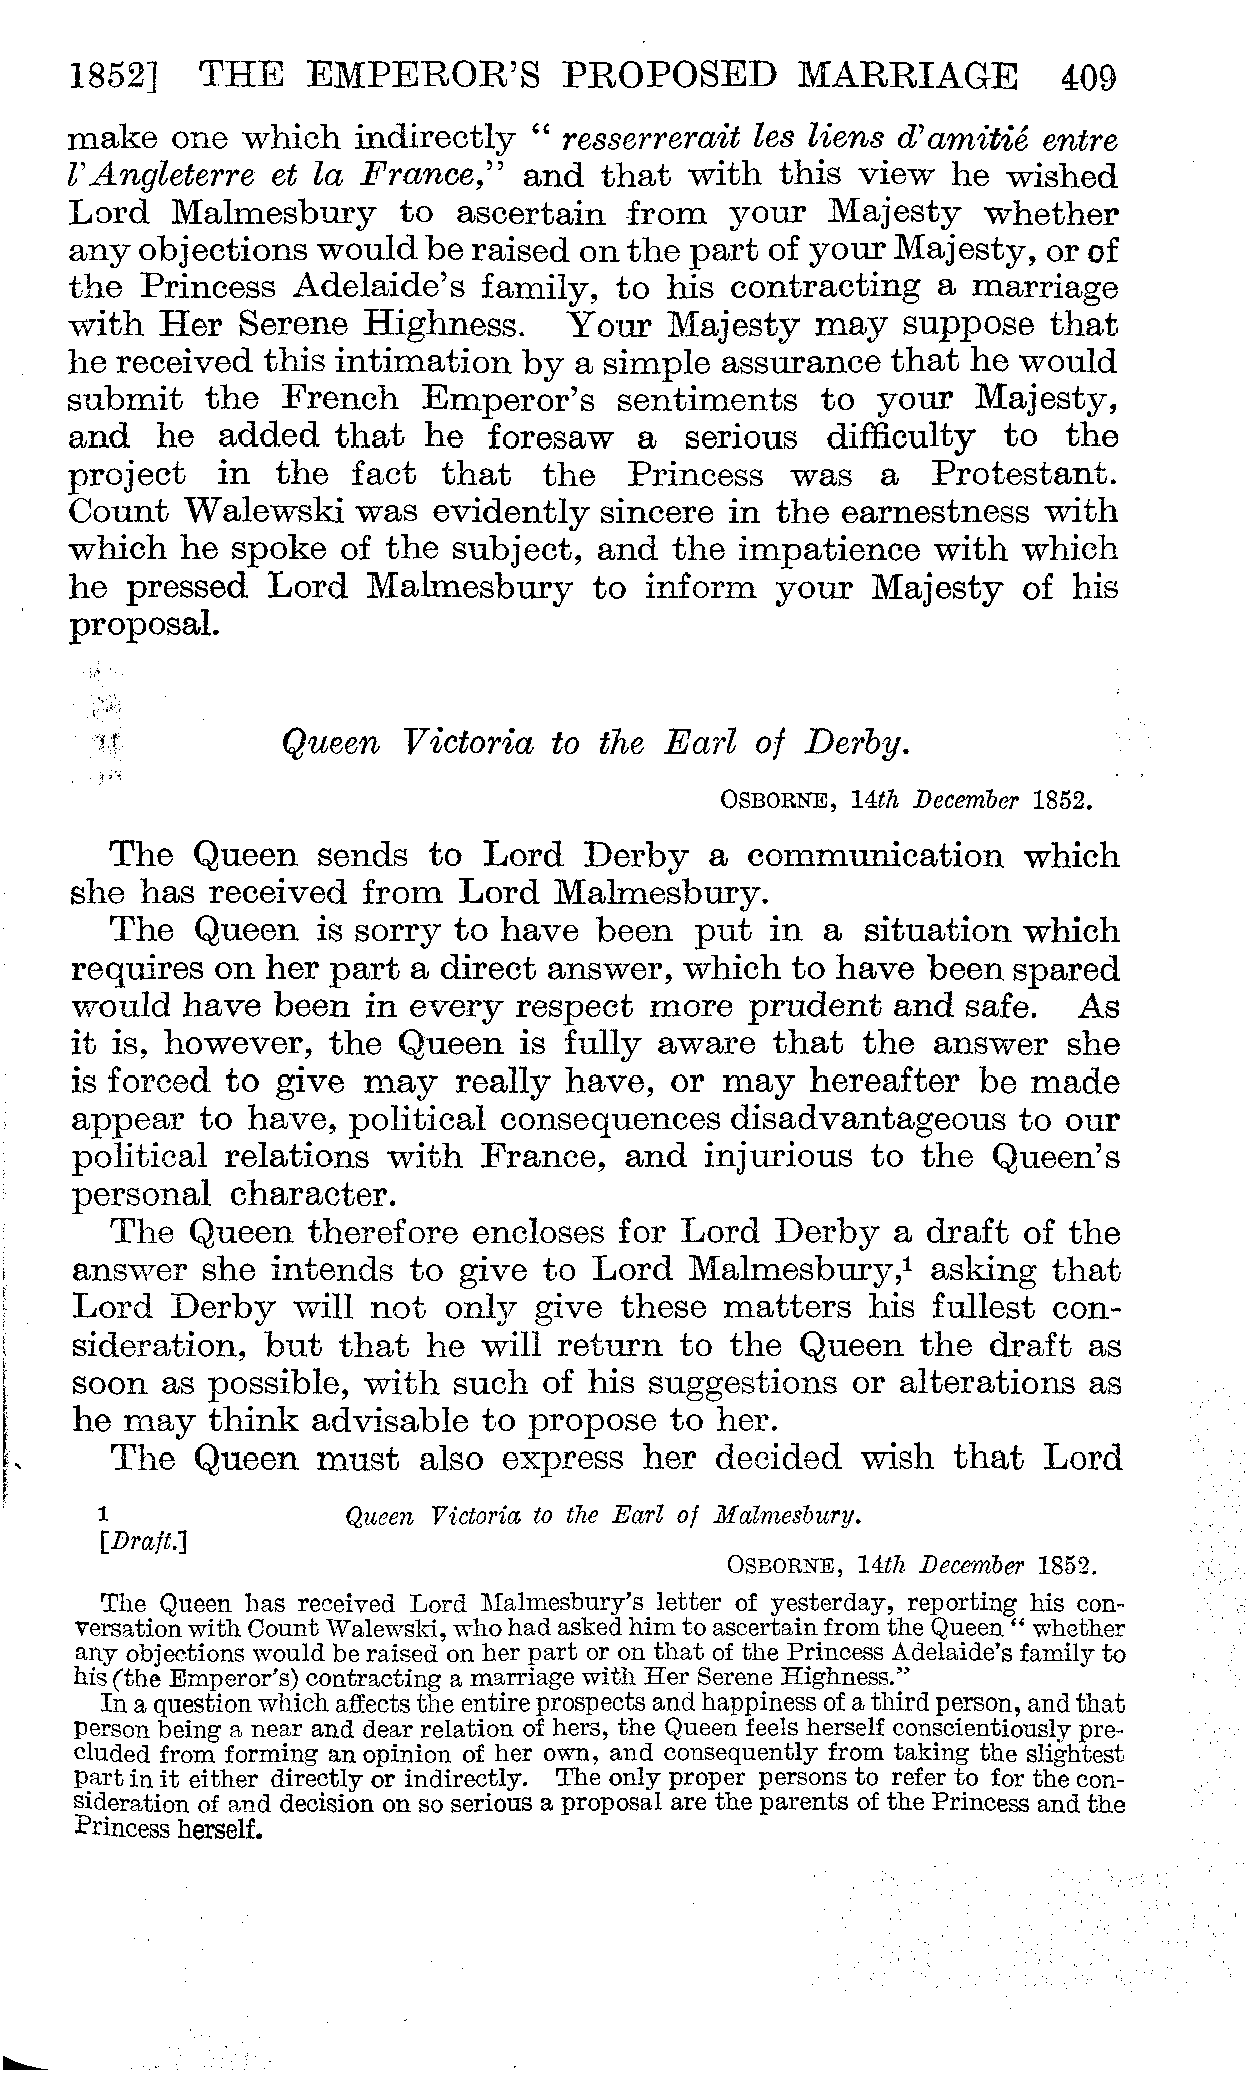 1852] THE EMPEROR'S PROPOSED MARRIAGE 409
make one which indirectly “ resserrerait les liens d'amitié entre
l'Angleterre et la France,” and that with this view he wished
Lord Malmesbury to ascertain from your Majesty whether
any objections would be raised on the part of your Majesty, or of
the Princess Adelaide's family, to his contracting a marriage
with Her Serene Highness. Your Majesty may suppose that
he received this intimation by a simple assurance that he would
submit the French Emperor's sentiments to your Majesty,
and he added that he foresaw a serious difficulty to the
project in the fact that the Princess was a Protestant.
Count Walewski was evidently sincere in the earnestness with
which he spoke of the subject, and the impatience with which
he pressed Lord Malmesbury to inform your Majesty of his
proposal.
Queen Victoria to the Earl of Derby.
OSBORNE, 14th December 1852.
The Queen sends to Lord Derby a communication which
she has received from Lord Malmesbury.
The Queen is sorry to have been put in a situation which
requires on her part a direct answer, which to have been spared
would have been in every respect more prudent and safe. As
it is, however, the Queen is fully aware that the answer she
is forced to give may really have, or may hereafter be made
appear to have, political consequences disadvantageous to our
political relations with France, and injurious to the Queen's
personal character.
The Queen therefore encloses for Lord Derby a draft of the
answer she intends to give to Lord Malmesbury,¹ asking that
Lord Derby will not only give these matters his fullest con-
sideration, but that he will return to the Queen the draft as
soon as possible, with such of his suggestions or alterations as
he may think advisable to propose to her.
The Queen must also express her decided wish that Lord
1 Queen Victoria to the Earl of Malmesbury.
[Draft.]
OSBORNE, 14th December 1852.
The Queen has received Lord Malmesbury's letter of yesterday, reporting his con-
versation with Count Walewski, who had asked him to ascertain from the Queen “ whether
any objections would be raised on her part or on that of the Princess Adelaide's family to
his (the Emperor's) contracting a marriage with Her Serene Highness.”
In a question which affects the entire prospects and happiness of a third person, and that
person being a near and dear relation of hers, the Queen feels herself conscientiously pre-
cluded from forming an opinion of her own, and consequently from taking the slightest
part in it either directly or indirectly. The only proper persons to refer to for the con-
sideration of and decision on so serious a proposal are the parents of the Princess and the
Princess herself.